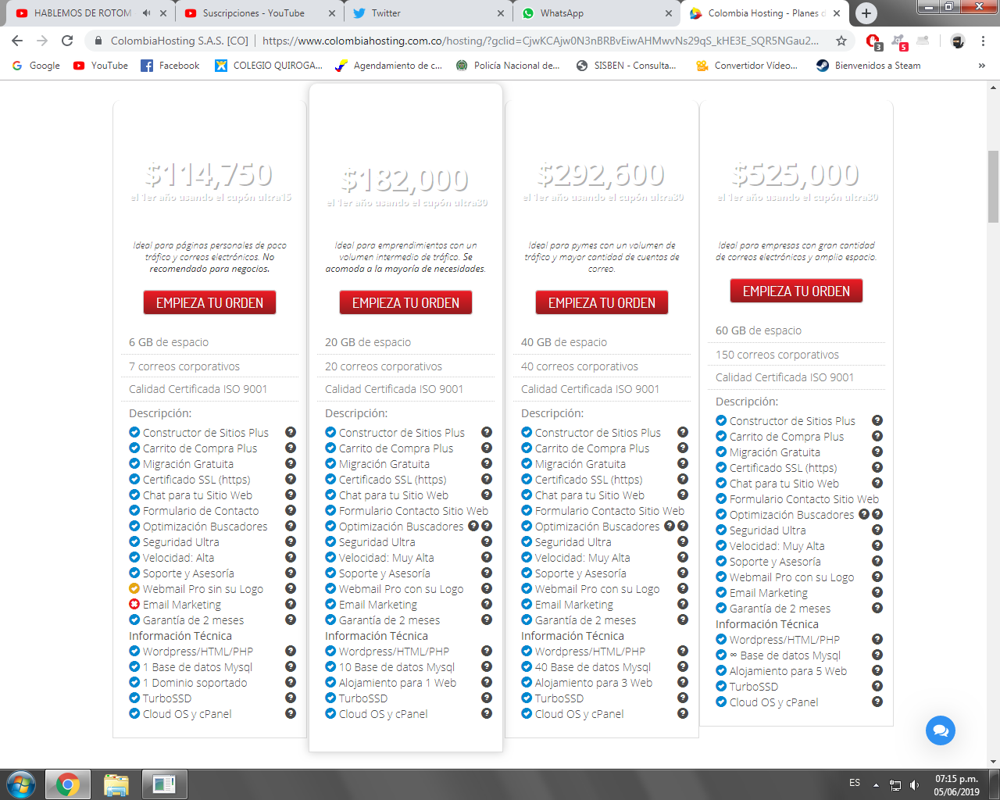 HABLEMOS DE ROTOM
Suscripciones - YouTube
Twitter
WhatsApp
Colombia Hosting - Planes d
ColombiaHosting S.A.S. [CO] | https://www.colombiahosting.com.co/hosting/?gclid=CjwKCAjw0N3nBRBvEiwAHMwvNs29qS_kHE3E_SQR5NGau2...
3
5
Google
YouTube
Facebook
COLEGIO QUIROGA...
Agendamiento de c...
Policía Nacional de...
SISBEN - Consulta...
Convertidor Vídeo...
Bienvenidos a Steam
»
$114,750
el 1er año usando el cupón ultra15
Ideal para páginas personales de poco
tráfico y correos electrónicos. No
recomendado para negocios.
EMPIEZA TU ORDEN
6 GB de espacio
7 correos corporativos
Calidad Certificada ISO 9001
Descripción:
Constructor de Sitios Plus
Carrito de Compra Plus
Migración Gratuita
Certificado SSL (https)
Chat para tu Sitio Web
Formulario de Contacto
Optimización Buscadores
Seguridad Ultra
Velocidad: Alta
Soporte y Asesoría
Webmail Pro sin su Logo
Email Marketing
Garantía de 2 meses
Información Técnica
Wordpress/HTML/PHP
1 Base de datos Mysql
1 Dominio soportado
TurboSSD
Cloud OS y cPanel
$182,000
el 1er año usando el cupón ultra30
Ideal para emprendimientos con un
volumen intermedio de tráfico. Se
acomoda a la mayoría de necesidades.
EMPIEZA TU ORDEN
20 GB de espacio
20 correos corporativos
Calidad Certificada ISO 9001
Descripción:
Constructor de Sitios Plus
Carrito de Compra Plus
Migración Gratuita
Certificado SSL (https)
Chat para tu Sitio Web
Formulario Contacto Sitio Web
Optimización Buscadores
Seguridad Ultra
Velocidad: Muy Alta
Soporte y Asesoría
Webmail Pro con su Logo
Email Marketing
Garantía de 2 meses
Información Técnica
Wordpress/HTML/PHP
10 Base de datos Mysql
Alojamiento para 1 Web
TurboSSD
Cloud OS y cPanel
$292,600
el 1er año usando el cupón ultra30
Ideal para pymes con un volumen de
tráfico y mayor cantidad de cuentas de
correo.
EMPIEZA TU ORDEN
40 GB de espacio
40 correos corporativos
Calidad Certificada ISO 9001
Descripción:
Constructor de Sitios Plus
Carrito de Compra Plus
Migración Gratuita
Certificado SSL (https)
Chat para tu Sitio Web
Formulario Contacto Sitio Web
Optimización Buscadores
Seguridad Ultra
Velocidad: Muy Alta
Soporte y Asesoría
Webmail Pro con su Logo
Email Marketing
Garantía de 2 meses
Información Técnica
Wordpress/HTML/PHP
40 Base de datos Mysql
Alojamiento para 3 Web
TurboSSD
Cloud OS y cPanel
$525,000
el 1er año usando el cupón ultra30
Ideal para empresas con gran cantidad
de correos electrónicos y amplio espacio.
EMPIEZA TU ORDEN
60 GB de espacio
150 correos corporativos
Calidad Certificada ISO 9001
Descripción:
Constructor de Sitios Plus
Carrito de Compra Plus
Migración Gratuita
Certificado SSL (https)
Chat para tu Sitio Web
Formulario Contacto Sitio Web
Optimización Buscadores
Seguridad Ultra
Velocidad: Muy Alta
Soporte y Asesoría
Webmail Pro con su Logo
Email Marketing
Garantía de 2 meses
Información Técnica
Wordpress/HTML/PHP
∞ Base de datos Mysql
Alojamiento para 5 Web
TurboSSD
Cloud OS y cPanel
ES
07:15 p.m.
05/06/2019